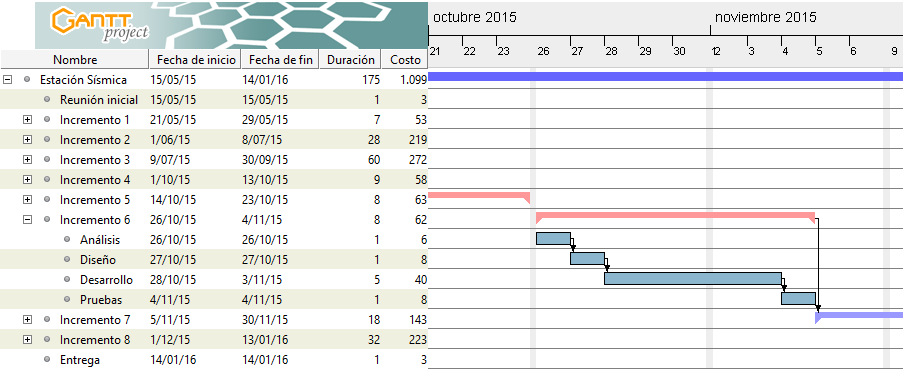 GANTT
project
octubre 2015 noviembre 2015
21 22 23 26 27 28 29 30 2 4 5 6 9
Nombre Fecha de inicio Fecha de fin Duración Costo
Estación Sísmica 15/05/15 14/01/16 175 1.099
Reunión inicial 15/05/15 15/05/15 1 3
Incremento 1 21/05/15 29/05/15 7 53
Incremento 2 1/06/15 8/07/15 28 219
Incremento 3 9/07/15 30/09/15 60 272
Incremento 4 1/10/15 13/10/15 9 58
Incremento 5 14/10/15 23/10/15 8 63
Incremento 6 26/10/15 4/11/15 8 62
Análisis 26/10/15 26/10/15 1 6
Diseño 27/10/15 27/10/15 1 8
Desarrollo 28/10/15 3/11/15 5 40
Pruebas 4/11/15 4/11/15 1 8
Incremento 7 5/11/15 30/11/15 18 143
Incremento 8 1/12/15 13/01/16 32 223
Entrega 14/01/16 14/01/16 1 3